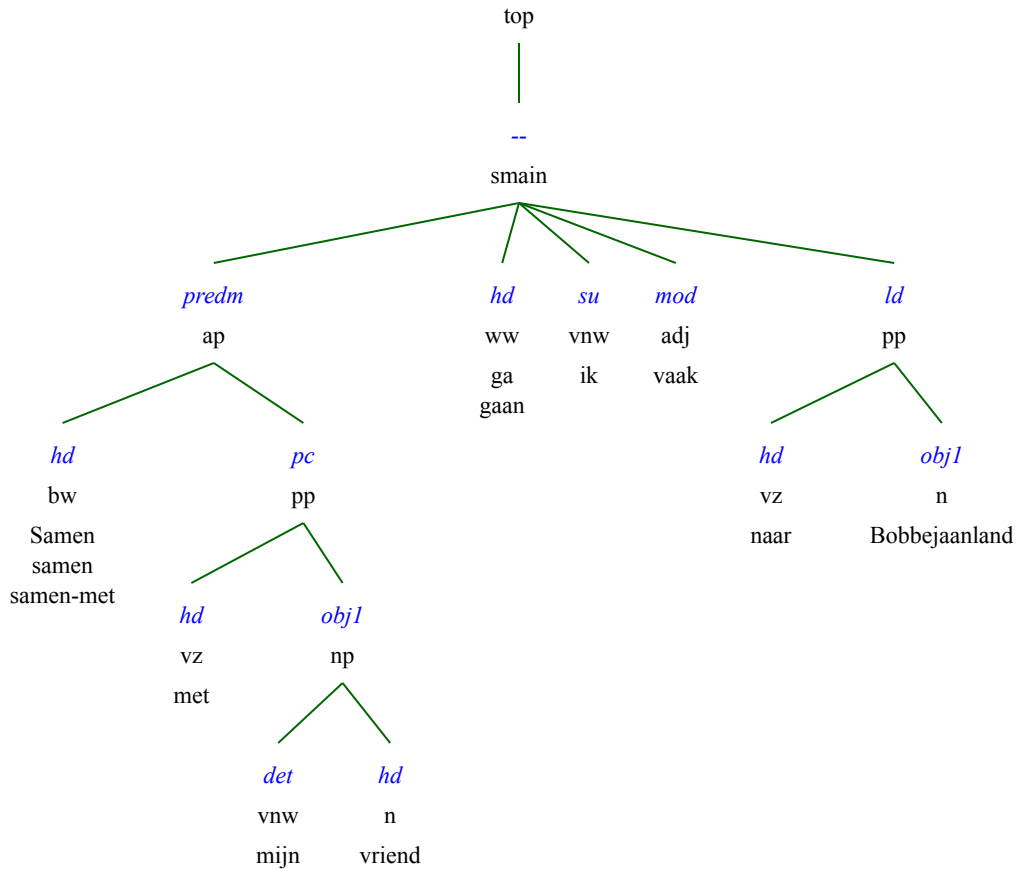 top
--
smain
predm hd su mod ld
ap ww vnw adj pp
ga ik vaak
gaan
hd pc hd obj1
bw pp vz n
Samen naar Bobbejaanland
samen
samen-met
hd obj1
vz np
met
det hd
vnw n
mijn vriend